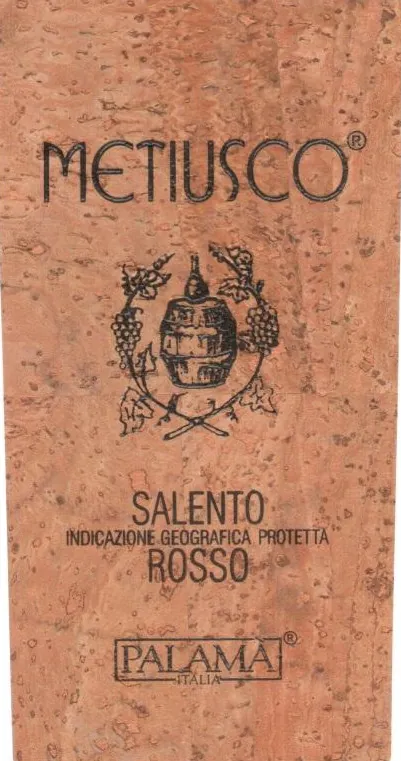 METIUSCO®
SALENTO
INDICAZIONE GEOGRAFICA PROTETTA
ROSSO
PALAMÀ®
ITALIA